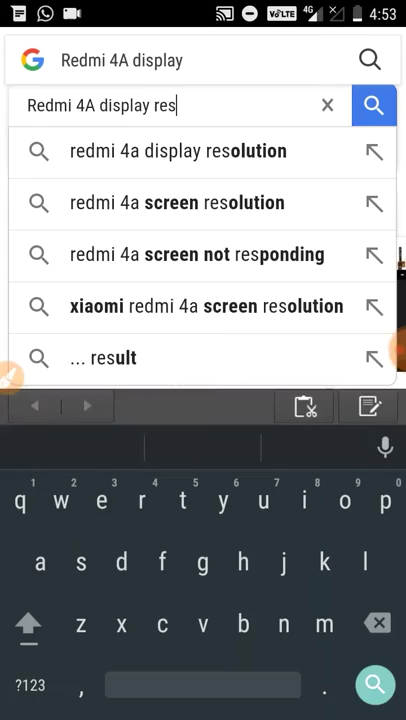 VoLTE 4G 4:53
G Redmi 4A display
Redmi 4A display res
redmi 4a display resolution
redmi 4a screen resolution
redmi 4a screen not responding
xiaomi redmi 4a screen resolution
... result
1 2 3 4 5 6 7 8 9 0
q w e r t y u i o p
a s d f g h j k l
z x c v b n m
?123 , .